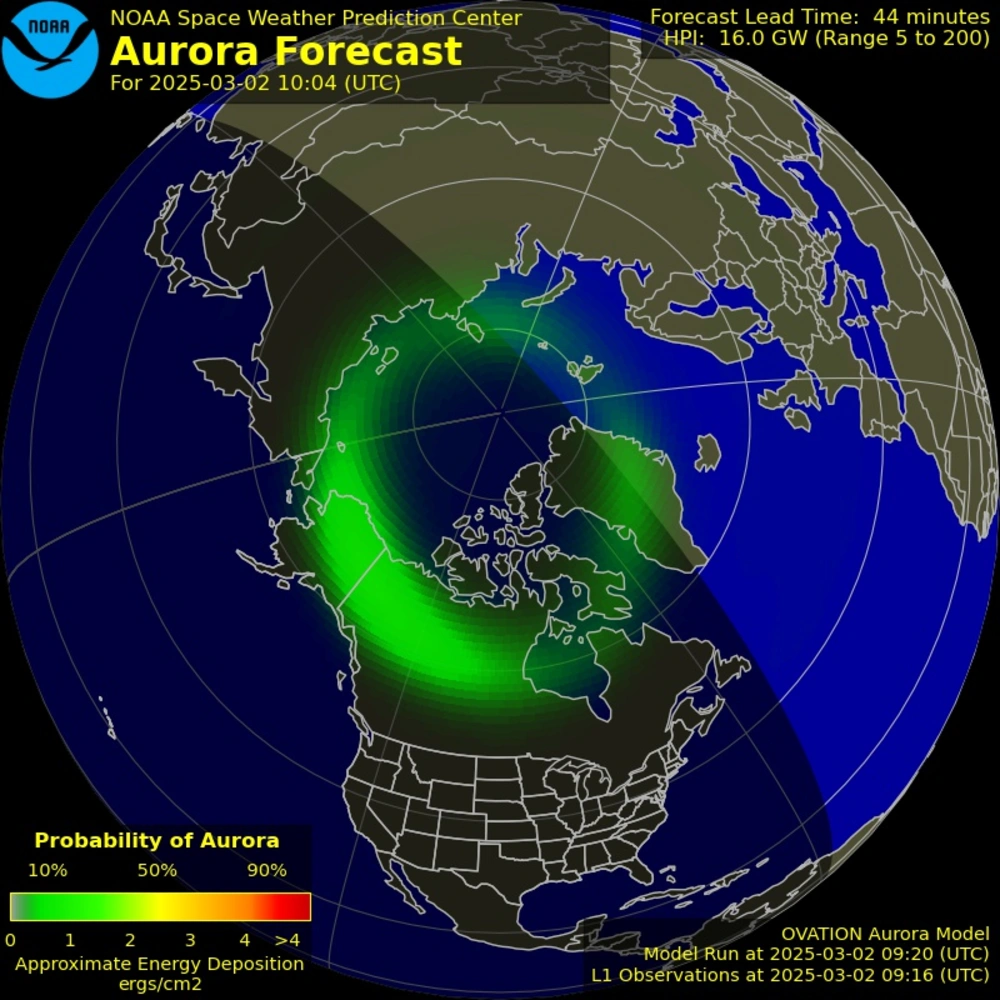 NOAA
NOAA Space Weather Prediction Center
Aurora Forecast
For 2025-03-02 10:04 (UTC)
Forecast Lead Time: 44 minutes
HPI: 16.0 GW (Range 5 to 200)
Probability of Aurora
10% 50% 90%
0 1 2 3 4 >4
Approximate Energy Deposition
ergs/cm2
OVATION Aurora Model
Model Run at 2025-03-02 09:20 (UTC)
L1 Observations at 2025-03-02 09:16 (UTC)